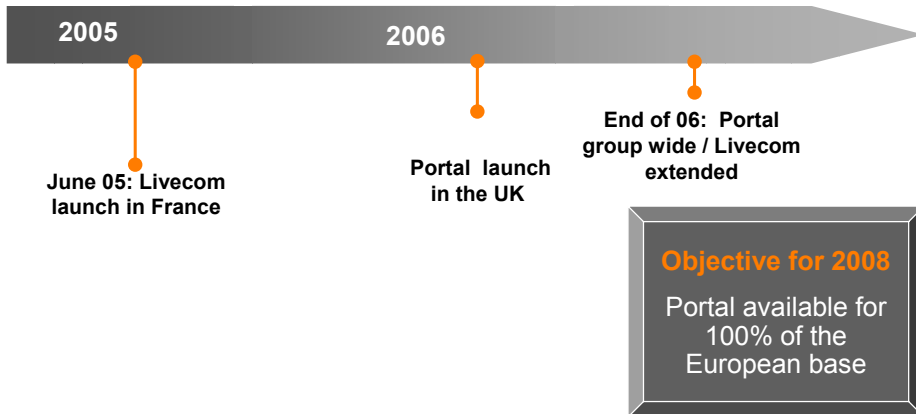 2005
2006
June 05: Livecom
launch in France
Portal launch
in the UK
End of 06: Portal
group wide / Livecom
extended
Objective for 2008
Portal available for
100% of the
European base